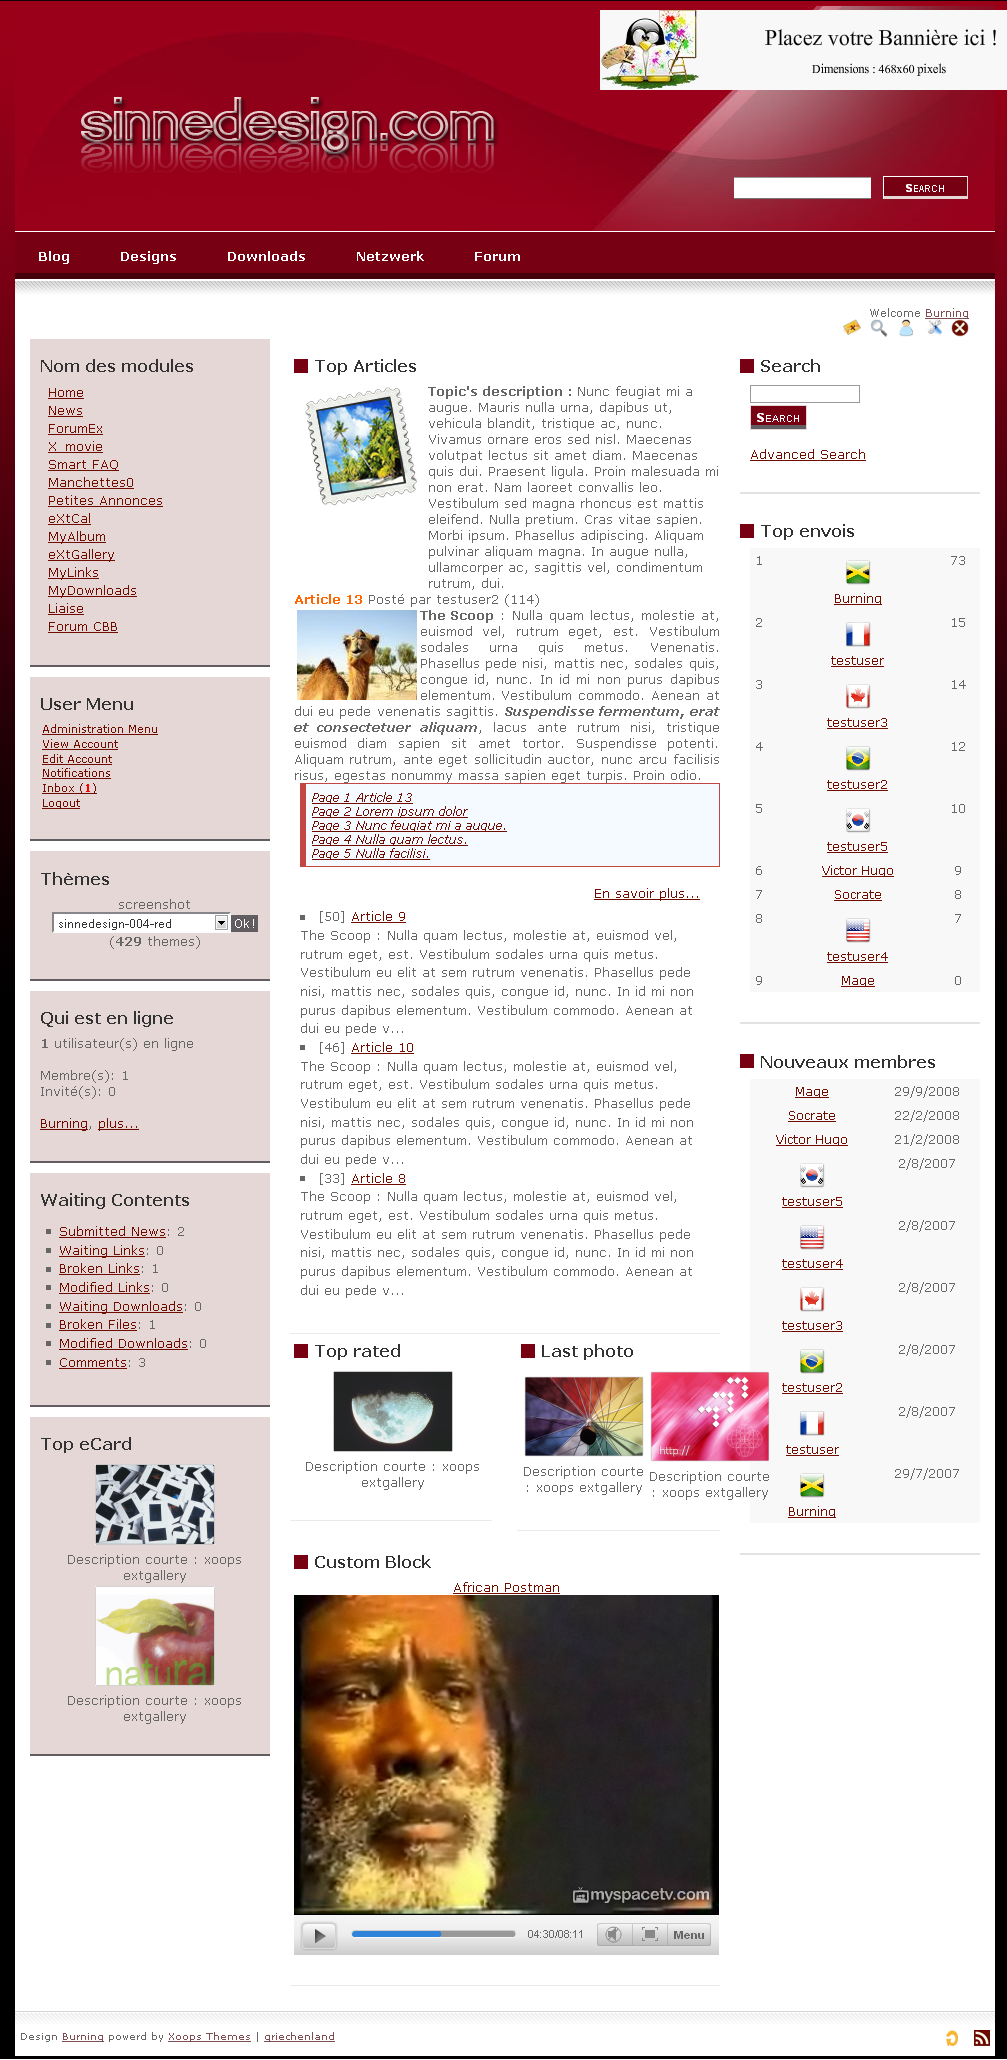 Placez votre Bannière ici !
Dimensions : 468x60 pixels
sinnedesign.com
Search
Blog Designs Downloads Netzwerk Forum
Welcome Burning
Nom des modules
Home
News
ForumEx
X_movie
Smart FAQ
Manchettes0
Petites Annonces
eXtCal
MyAlbum
eXtGallery
MyLinks
MyDownloads
Liaise
Forum CBB
User Menu
Administration Menu
View Account
Edit Account
Notifications
Inbox (1)
Logout
Thèmes
screenshot
sinnedesign-004-red Ok!
(429 themes)
Qui est en ligne
1 utilisateur(s) en ligne
Membre(s): 1
Invité(s): 0
Burning, plus...
Waiting Contents
Submitted News: 2
Waiting Links: 0
Broken Links: 1
Modified Links: 0
Waiting Downloads: 0
Broken Files: 1
Modified Downloads: 0
Comments: 3
Top eCard
Description courte : xoops
extgallery
natural
Description courte : xoops
extgallery
Top Articles
Topic's description : Nunc feugiat mi a
augue. Mauris nulla urna, dapibus ut,
vehicula blandit, tristique ac, nunc.
Vivamus ornare eros sed nisl. Maecenas
volutpat lectus sit amet diam. Maecenas
quis dui. Praesent ligula. Proin malesuada mi
non erat. Nam laoreet convallis leo.
Vestibulum sed magna rhoncus est mattis
eleifend. Nulla pretium. Cras vitae sapien.
Morbi ipsum. Phasellus adipiscing. Aliquam
pulvinar aliquam magna. In augue nulla,
ullamcorper ac, sagittis vel, condimentum
rutrum, dui.
Article 13 Posté par testuser2 (114)
The Scoop : Nulla quam lectus, molestie at,
euismod vel, rutrum eget, est. Vestibulum
sodales urna quis metus. Venenatis.
Phasellus pede nisi, mattis nec, sodales quis,
congue id, nunc. In id mi non purus dapibus
elementum. Vestibulum commodo. Aenean at
dui eu pede venenatis sagittis. Suspendisse fermentum, erat
et consectetuer aliquam, lacus ante rutrum nisi, tristique
euismod diam sapien sit amet tortor. Suspendisse potenti.
Aliquam rutrum, ante eget sollicitudin auctor, nunc arcu facilisis
risus, egestas nonummy massa sapien eget turpis. Proin odio.
Page 1 Article 13
Page 2 Lorem ipsum dolor
Page 3 Nunc feugiat mi a augue.
Page 4 Nulla quam lectus.
Page 5 Nulla facilisi.
En savoir plus...
[50] Article 9
The Scoop : Nulla quam lectus, molestie at, euismod vel,
rutrum eget, est. Vestibulum sodales urna quis metus.
Vestibulum eu elit at sem rutrum venenatis. Phasellus pede
nisi, mattis nec, sodales quis, congue id, nunc. In id mi non
purus dapibus elementum. Vestibulum commodo. Aenean at
dui eu pede v...
[46] Article 10
The Scoop : Nulla quam lectus, molestie at, euismod vel,
rutrum eget, est. Vestibulum sodales urna quis metus.
Vestibulum eu elit at sem rutrum venenatis. Phasellus pede
nisi, mattis nec, sodales quis, congue id, nunc. In id mi non
purus dapibus elementum. Vestibulum commodo. Aenean at
dui eu pede v...
[33] Article 8
The Scoop : Nulla quam lectus, molestie at, euismod vel,
rutrum eget, est. Vestibulum sodales urna quis metus.
Vestibulum eu elit at sem rutrum venenatis. Phasellus pede
nisi, mattis nec, sodales quis, congue id, nunc. In id mi non
purus dapibus elementum. Vestibulum commodo. Aenean at
dui eu pede v...
Top rated
Description courte : xoops
extgallery
Last photo
Description courte
: xoops extgallery
http://
Description courte
: xoops extgallery
Custom Block
African Postman
myspacetv.com
04:30/08:11 Menu
Search
Search
Advanced Search
Top envois
1 Burning 73
2 testuser 15
3 testuser3 14
4 testuser2 12
5 testuser5 10
6 Victor Hugo 9
7 Socrate 8
8 testuser4 7
9 Mage 0
Nouveaux membres
Mage 29/9/2008
Socrate 22/2/2008
Victor Hugo 21/2/2008
testuser5 2/8/2007
testuser4 2/8/2007
testuser3 2/8/2007
testuser2 2/8/2007
testuser 2/8/2007
Burning 29/7/2007
Design Burning powerd by Xoops Themes | griechenland